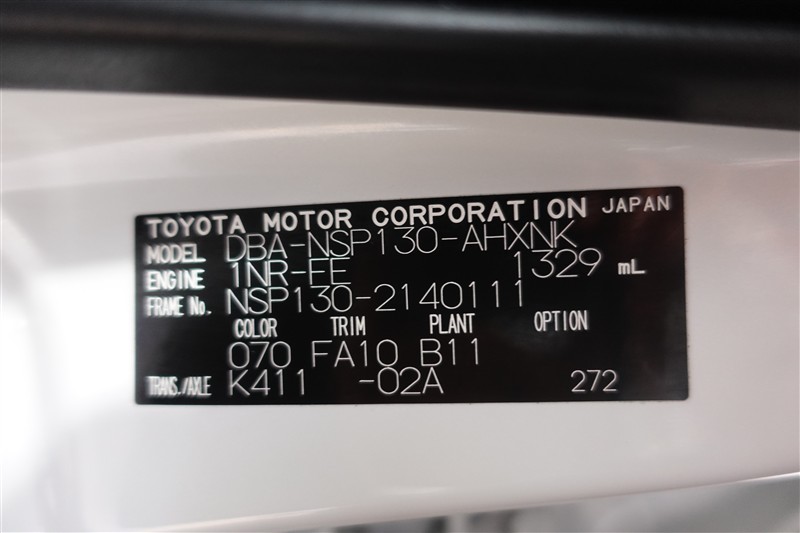 TOYOTA MOTOR CORPORATION JAPAN
MODEL DBA-NSP130-AHXNK
ENGINE 1NR-FE 1329 mL
FRAME No. NSP130-2140111
COLOR TRIM PLANT OPTION
070 FA10 B11
TRANS./AXLE K411 -02A 272